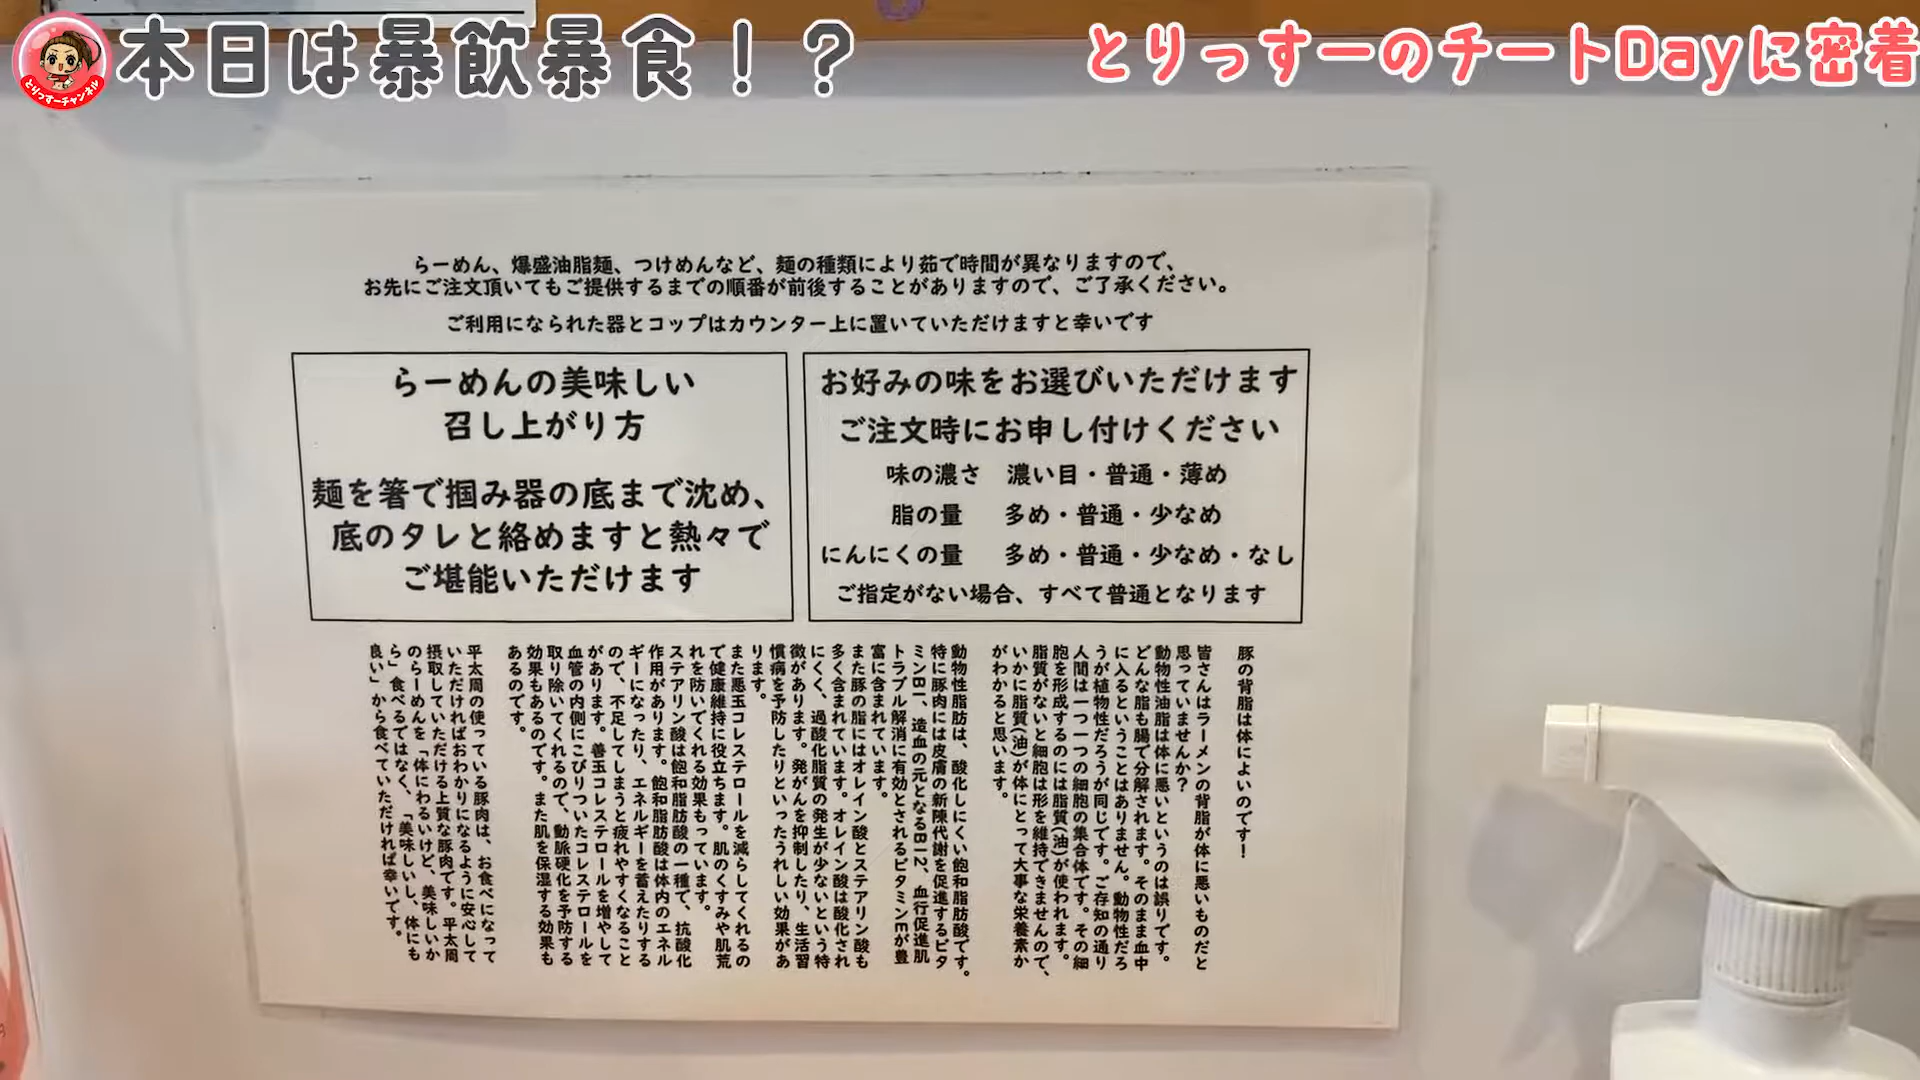 本日は暴飲暴食！？
とりっすーのチートDayに密着
とりっすーチャンネル
らーめん、爆盛油脂麺、つけめんなど、麺の種類により茹で時間が異なりますので、
お先にご注文頂いてもご提供するまでの順番が前後することがありますので、ご了承ください。
ご利用になられた器とコップはカウンター上に置いていただけますと幸いです
らーめんの美味しい
召し上がり方
麺を箸で掴み器の底まで沈め、
底のタレと絡めますと熱々で
ご堪能いただけます
お好みの味をお選びいただけます
ご注文時にお申し付けください
味の濃さ 濃い目・普通・薄め
脂の量 多め・普通・少なめ
にんにくの量 多め・普通・少なめ・なし
ご指定がない場合、すべて普通となります
豚の背脂は体によいのです！
皆さんはラーメンの背脂が体に悪いものだと
思っていませんか？
動物性油脂は体に悪いというのは誤りです。
どんな脂も腸で分解されます。そのまま血中
に入るということはありません。動物性だろ
うが植物性だろうが同じです。ご存知の通り
人間は一つ一つの細胞の集合体です。その細
胞を形成するのには脂質(油)が使われます。
脂質がないと細胞は形を維持できませんので、
いかに脂質(油)が体にとって大事な栄養素か
がわかると思います。
動物性脂肪は、酸化しにくい飽和脂肪酸です。
特に豚肉には皮膚の新陳代謝を促進するビタ
ミンB1、造血の元となるB12、血行促進肌
トラブル解消に有効とされるビタミンEが豊
富に含まれています。
また豚の脂にはオレイン酸とステアリン酸も
多く含まれています。オレイン酸は酸化され
にくく、過酸化脂質の発生が少ないという特
徴があります。発がんを抑制したり、生活習
慣病を予防したりといったうれしい効果があ
ります。
また悪玉コレステロールを減らしてくれるの
で健康維持に役立ちます。肌のくすみや肌荒
れを防いでくれる効果もっています。
ステアリン酸は飽和脂肪酸の一種で、抗酸化
作用があります。飽和脂肪酸は体内のエネル
ギーになったり、エネルギーを蓄えたりする
ので、不足してしまうと疲れやすくなること
があります。善玉コレステロールを増やして
血管の内側にこびりついたコレステロールを
取り除いてくれるので、動脈硬化を予防する
効果もあるのです。また肌を保湿する効果も
あるのです。
平太周の使っている豚肉は、お食べになって
いただければおわかりになるように安心して
摂取していただける上質な豚肉です。平太周
のらーめんを「体にわるいけど、美味しいか
ら」食べるではなく、「美味しいし、体にも
良い」から食べていただければ幸いです。